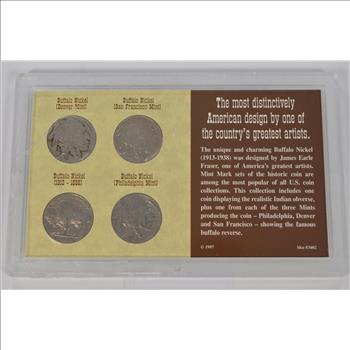 Buffalo Nickel
(Denver Mint)
Buffalo Nickel
(San Francisco Mint)
Buffalo Nickel
(1913 - 1938)
Buffalo Nickel
(Philadelphia Mint)
The most distinctively
American design by one of
the country's greatest artists.
The unique and charming Buffalo Nickel
(1913-1938) was designed by James Earle
Fraser, one of America's greatest artists.
Mint Mark sets of the historic coin are
among the most popular of all U.S. coin
collections. This collection includes one
coin displaying the realistic Indian obverse,
plus one from each of the three Mints
producing the coin – Philadelphia, Denver
and San Francisco – showing the famous
buffalo reverse.
© 1997